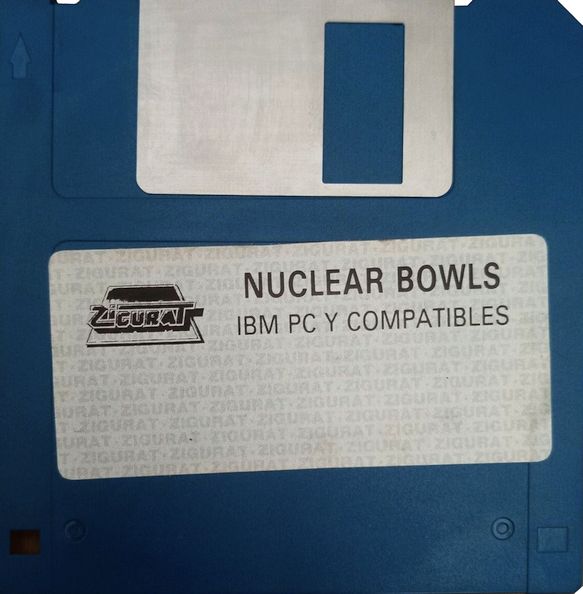 ZIGURAT
NUCLEAR BOWLS
IBM PC Y COMPATIBLES